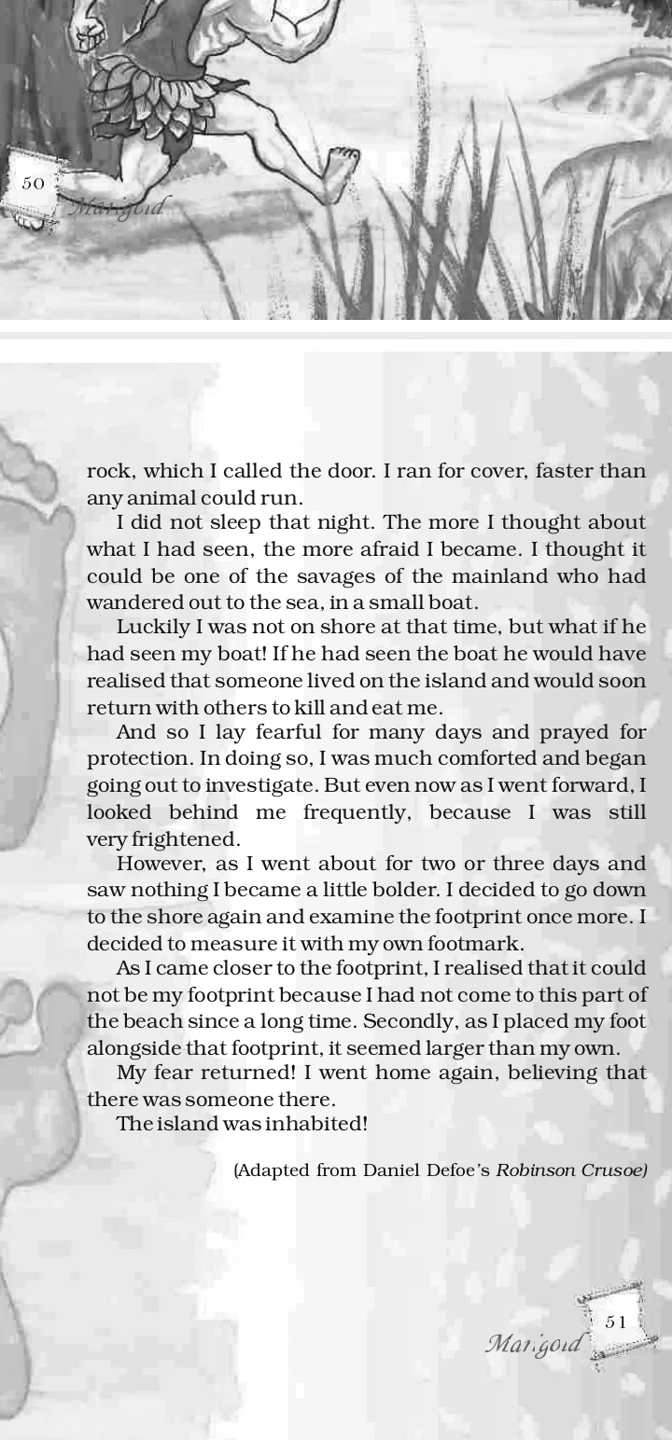 50
Marigold
rock, which I called the door. I ran for cover, faster than
any animal could run.
I did not sleep that night. The more I thought about
what I had seen, the more afraid I became. I thought it
could be one of the savages of the mainland who had
wandered out to the sea, in a small boat.
Luckily I was not on shore at that time, but what if he
had seen my boat! If he had seen the boat he would have
realised that someone lived on the island and would soon
return with others to kill and eat me.
And so I lay fearful for many days and prayed for
protection. In doing so, I was much comforted and began
going out to investigate. But even now as I went forward, I
looked behind me frequently, because I was still
very frightened.
However, as I went about for two or three days and
saw nothing I became a little bolder. I decided to go down
to the shore again and examine the footprint once more. I
decided to measure it with my own footmark.
As I came closer to the footprint, I realised that it could
not be my footprint because I had not come to this part of
the beach since a long time. Secondly, as I placed my foot
alongside that footprint, it seemed larger than my own.
My fear returned! I went home again, believing that
there was someone there.
The island was inhabited!
(Adapted from Daniel Defoe's Robinson Crusoe)
51
Marigold